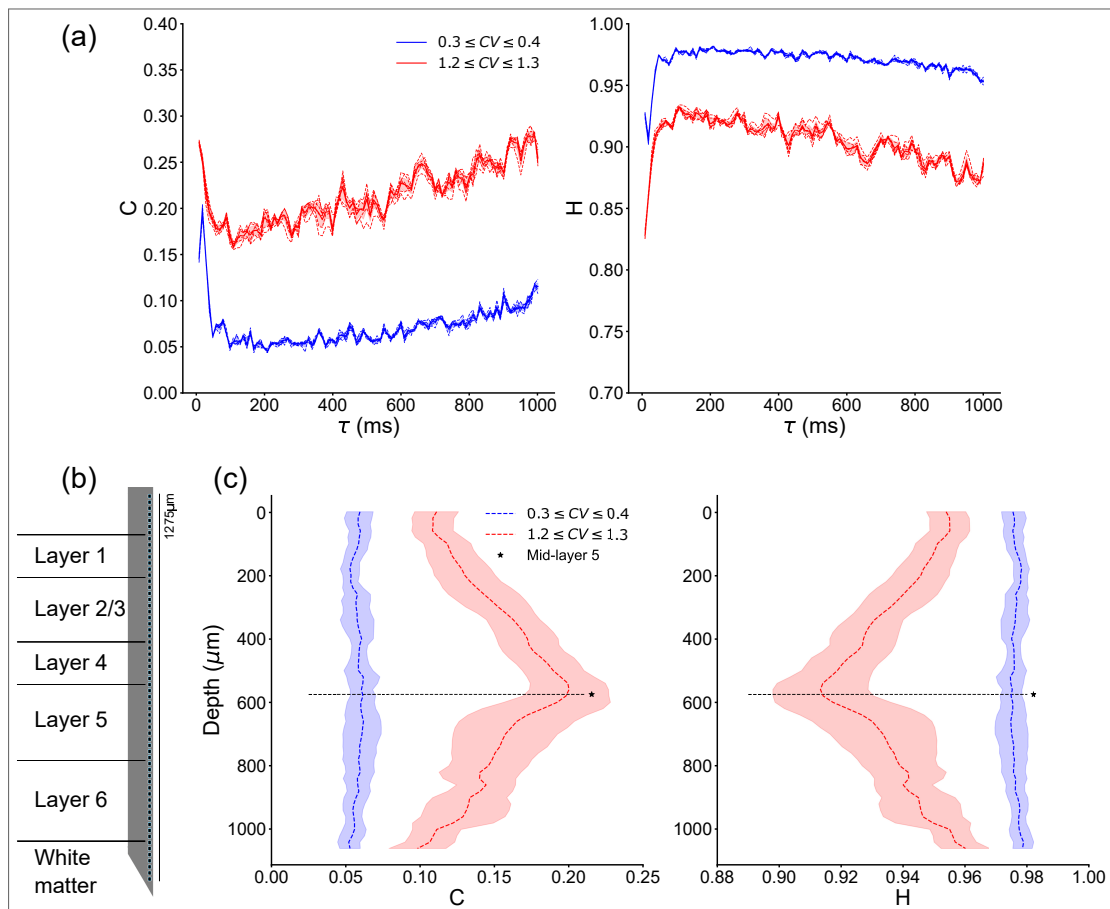 (a)
0.40
0.35
0.30
0.25
0.20
0.15
0.10
0.05
0.00
C
0 200 400 600 800 1000
τ (ms)
0.3 ≤ CV ≤ 0.4
1.2 ≤ CV ≤ 1.3
1.00
0.95
0.90
0.85
0.80
0.75
0.70
H
0 200 400 600 800 1000
τ (ms)
(b)
1275μm
Layer 1
Layer 2/3
Layer 4
Layer 5
Layer 6
White
matter
(c)
0
200
400
600
800
1000
Depth (μm)
0.3 ≤ CV ≤ 0.4
1.2 ≤ CV ≤ 1.3
Mid-layer 5
0.00 0.05 0.10 0.15 0.20 0.25
C
0
200
400
600
800
1000
0.88 0.90 0.92 0.94 0.96 0.98 1.00
H